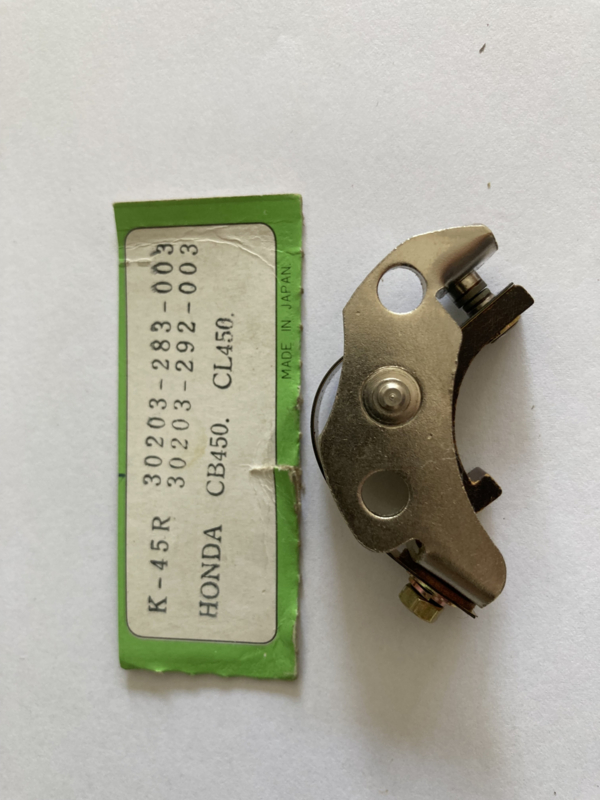 K-45R 30203-283-003
30203-292-003
HONDA CB450. CL450.
MADE IN JAPAN